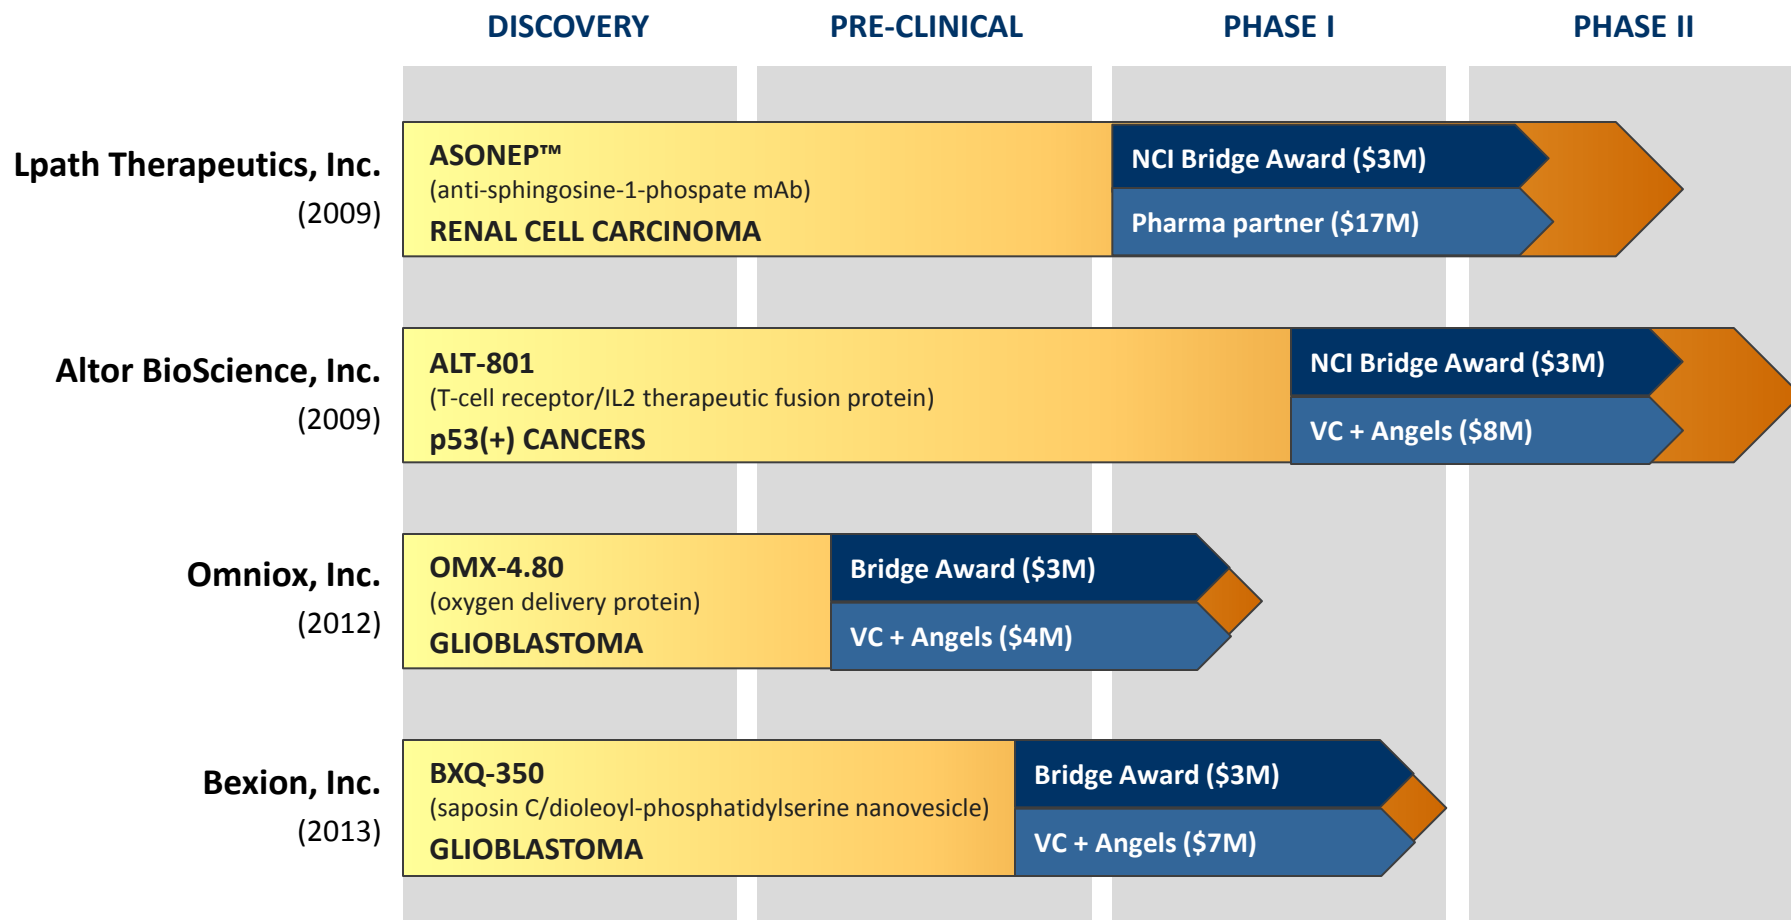 DISCOVERY PRE-CLINICAL PHASE I PHASE II
Lpath Therapeutics, Inc.
(2009)
ASONEP™
(anti-sphingosine-1-phospate mAb)
RENAL CELL CARCINOMA
NCI Bridge Award ($3M)
Pharma partner ($17M)
Altor BioScience, Inc.
(2009)
ALT-801
(T-cell receptor/IL2 therapeutic fusion protein)
p53(+) CANCERS
NCI Bridge Award ($3M)
VC + Angels ($8M)
Omniox, Inc.
(2012)
OMX-4.80
(oxygen delivery protein)
GLIOBLASTOMA
Bridge Award ($3M)
VC + Angels ($4M)
Bexion, Inc.
(2013)
BXQ-350
(saposin C/dioleoyl-phosphatidylserine nanovesicle)
GLIOBLASTOMA
Bridge Award ($3M)
VC + Angels ($7M)